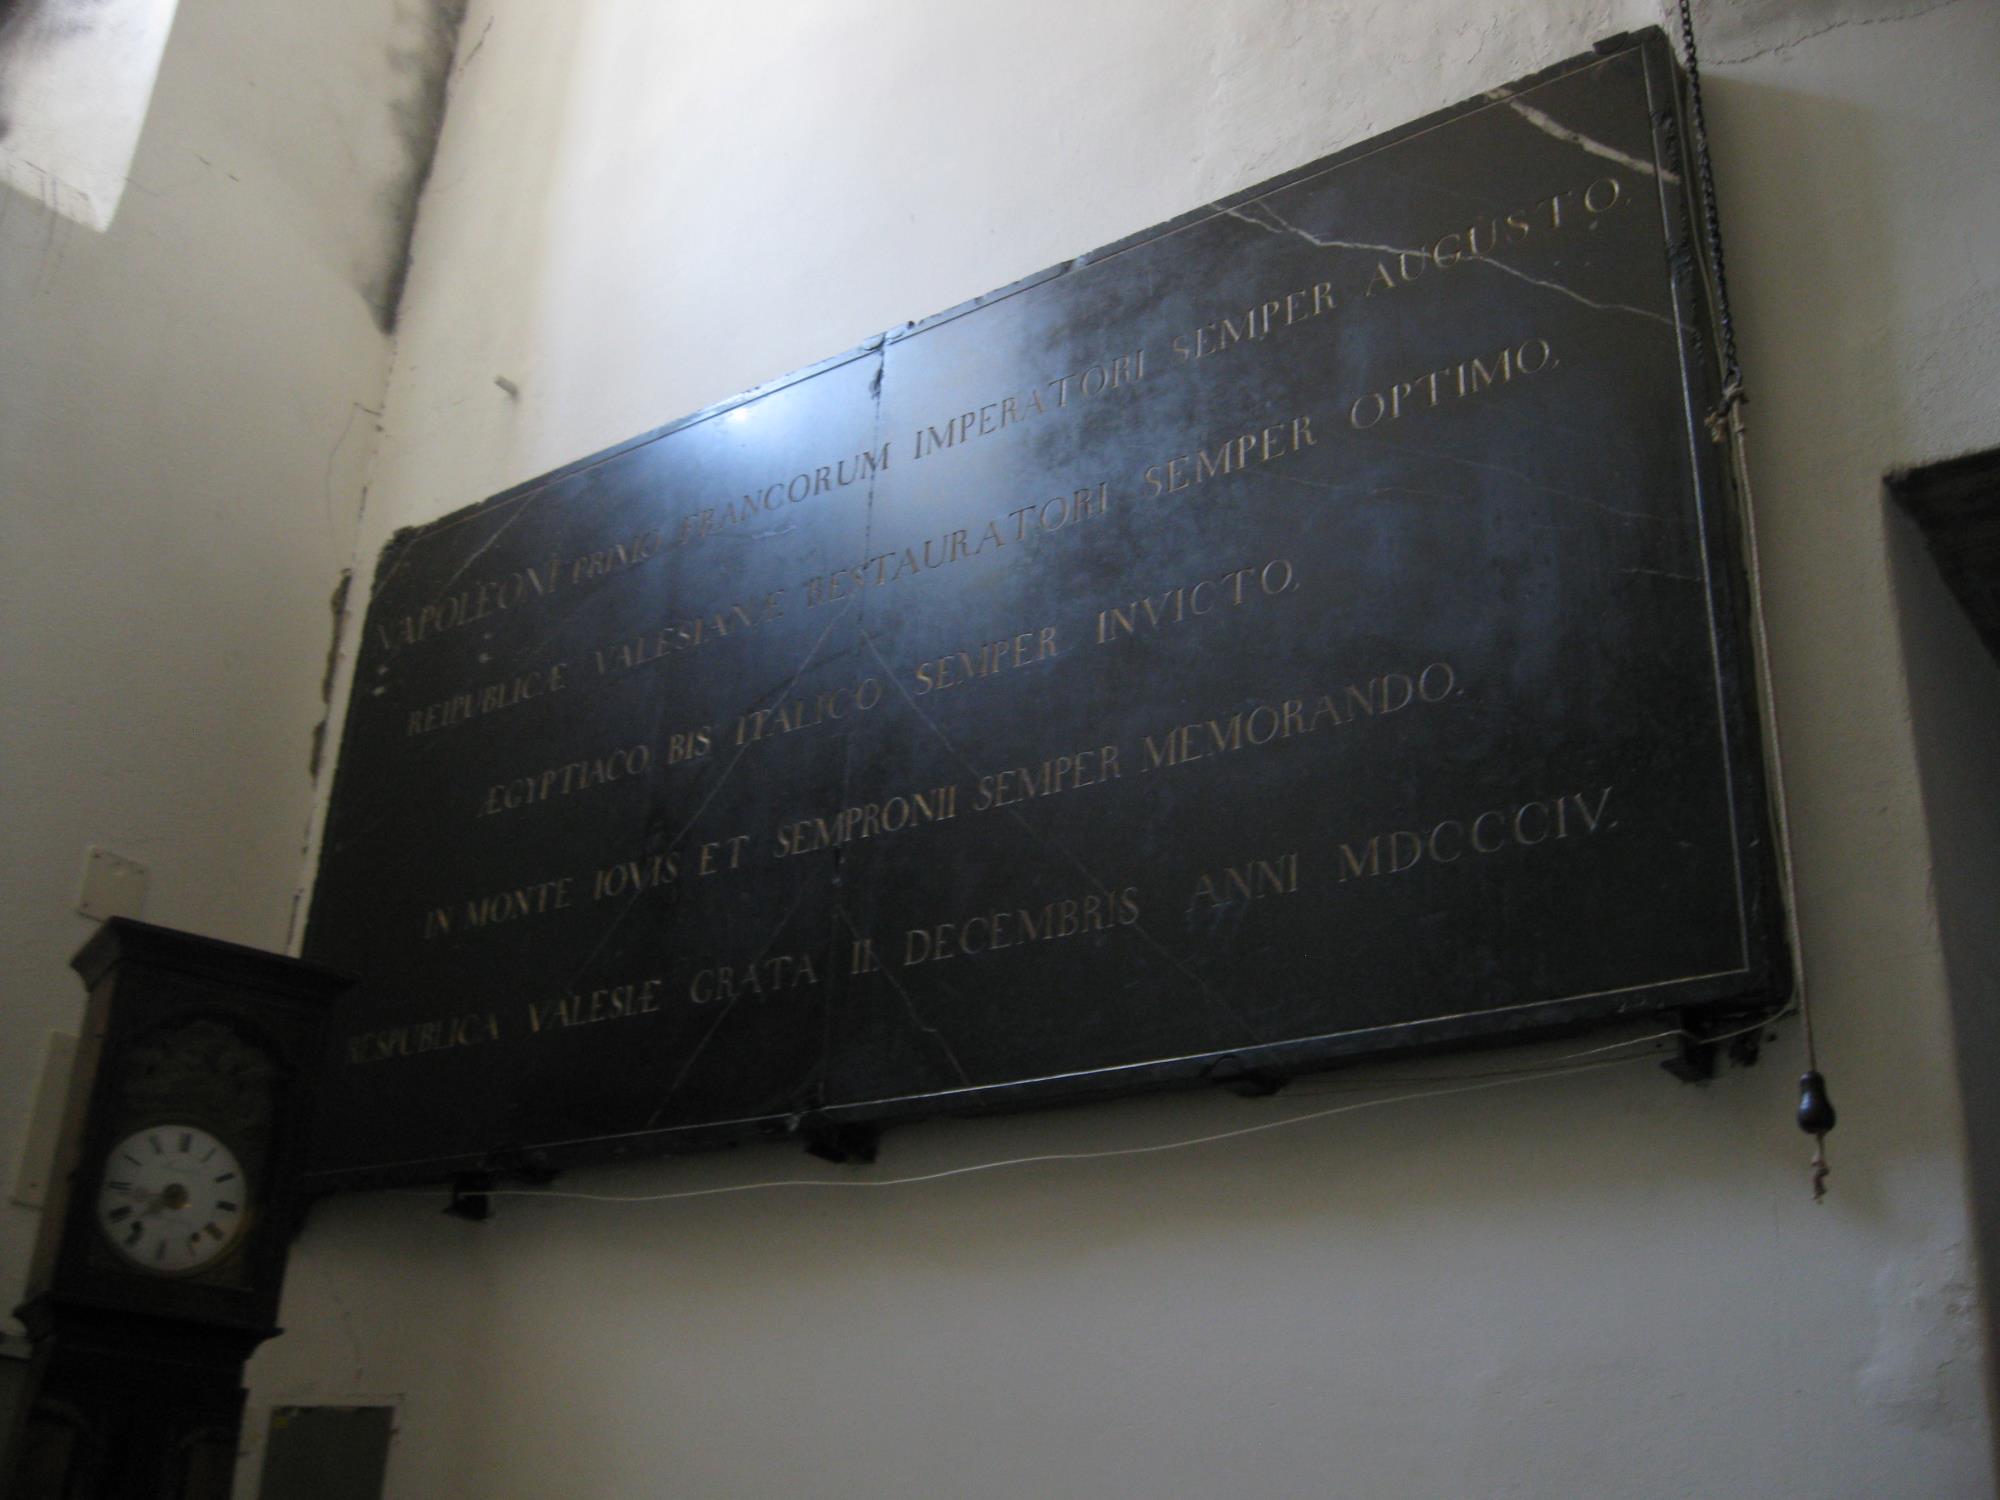 NAPOLEONI PRIMO FRANCORUM IMPERATORI SEMPER AUGUSTO,
REIPUBLICÆ VALESIANÆ RESTAURATORI SEMPER OPTIMO,
ÆGYPTIACO BIS ITALICO SEMPER INVICTO,
IN MONTE IOVIS ET SEMPRONII SEMPER MEMORANDO.
RESPUBLICA VALESIÆ GRATA II. DECEMBRIS ANNI MDCCCIV.